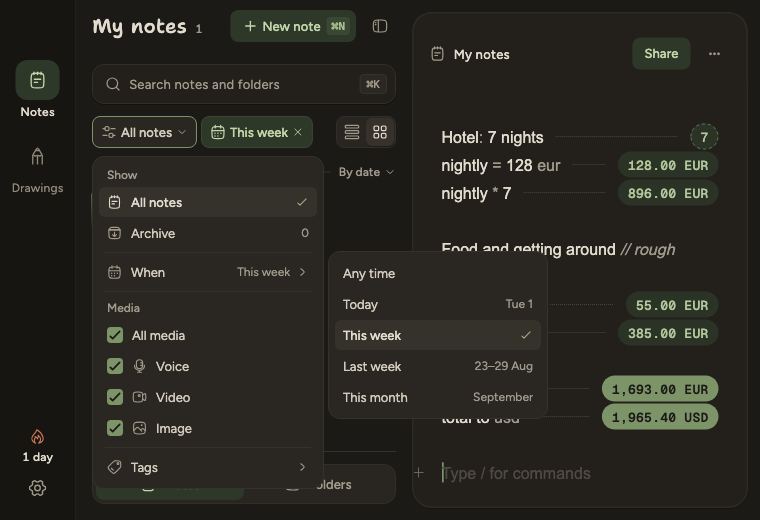 My notes 1
+ New note ⌘N
Search notes and folders ⌘K
All notes
This week ×
Notes
Drawings
By date
Show
All notes
Archive 0
When This week
Media
All media
Voice
Video
Image
Tags
Any time
Today Tue 1
This week
Last week 23–29 Aug
This month September
1 day
My notes
Share
Hotel: 7 nights 7
nightly = 128 eur 128.00 EUR
nightly * 7 896.00 EUR
Food and getting around // rough
55.00 EUR
385.00 EUR
1,693.00 EUR
total to usd 1,965.40 USD
+ Type / for commands